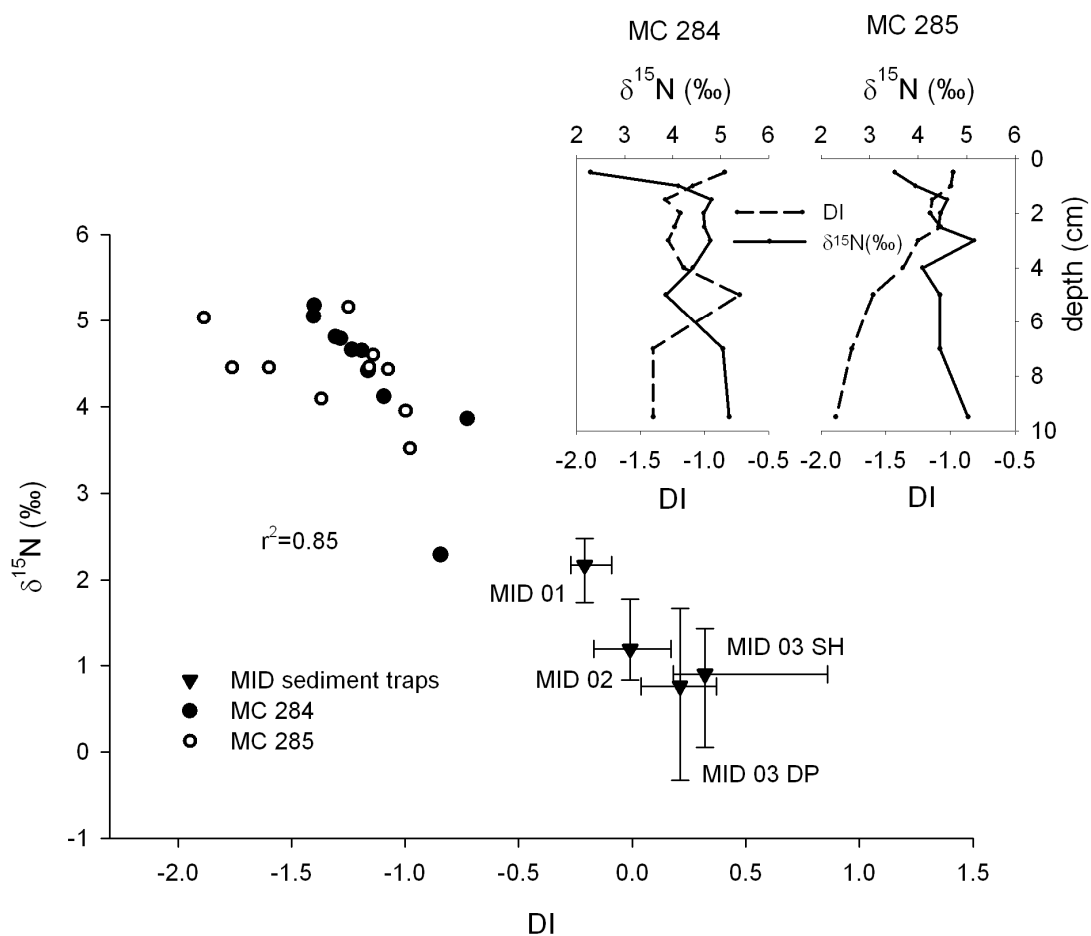 MC 284 MC 285
δ15N (‰) δ15N (‰)
2 3 4 5 6 2 3 4 5 6
0
2
4
6
8
10
depth (cm)
DI
δ15N(‰)
-2.0 -1.5 -1.0 -0.5 -2.0 -1.5 -1.0 -0.5
DI DI
6
5
4
3
2
1
0
-1
δ15N (‰)
r2=0.85
MID 01
MID 02
MID 03 SH
MID 03 DP
MID sediment traps
MC 284
MC 285
-2.0 -1.5 -1.0 -0.5 0.0 0.5 1.0 1.5
DI